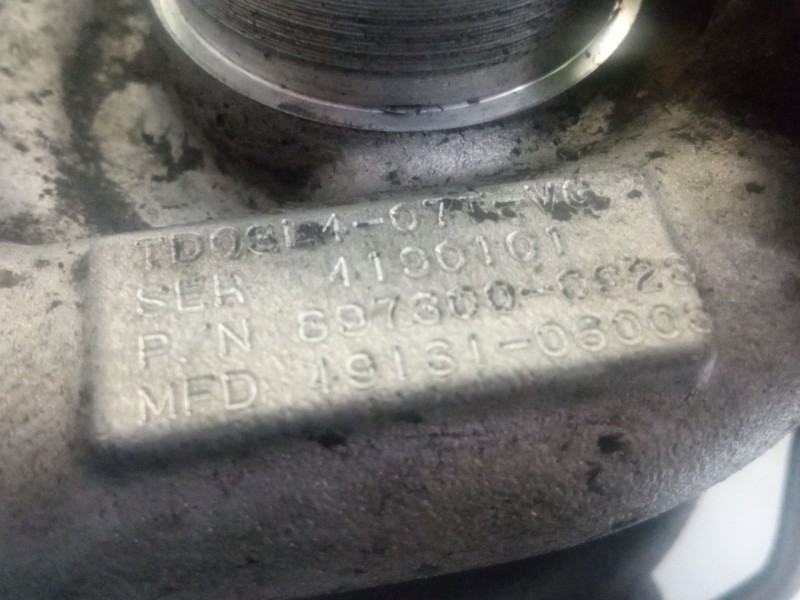 TD03L4-07T-VG
SER 4190101
P.N 897300-0923
MFD. 49131-06003